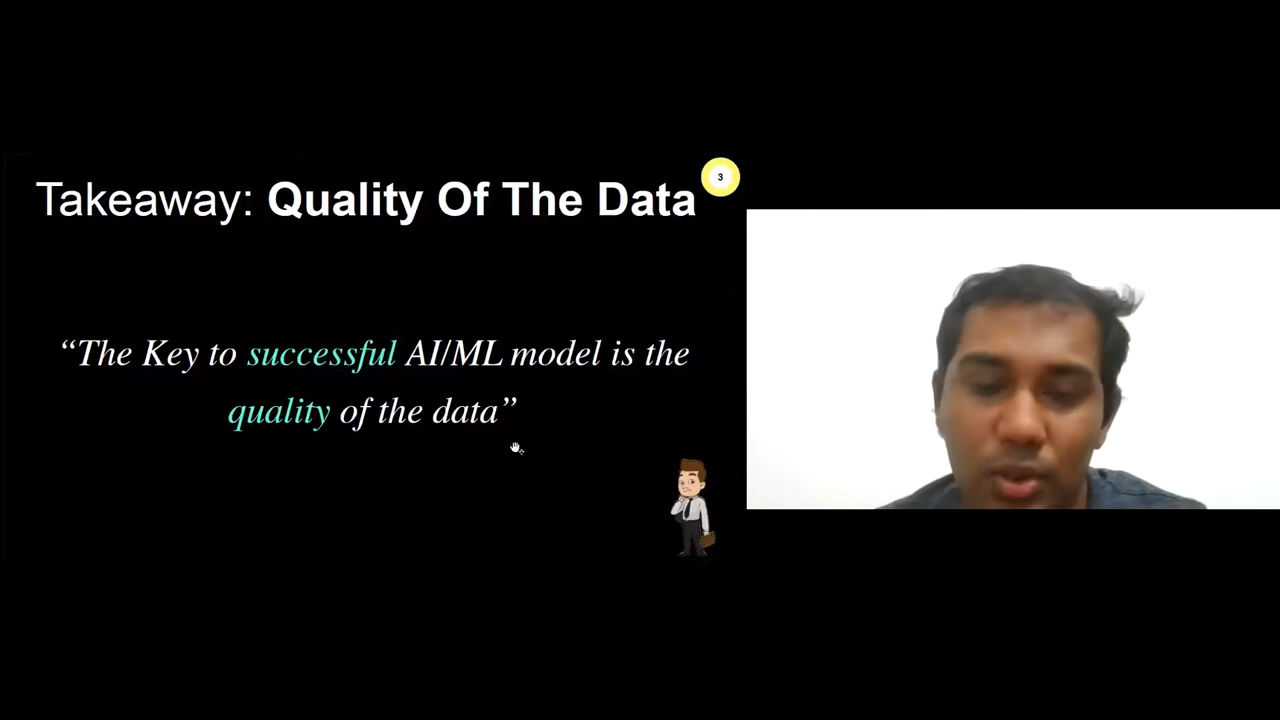 Takeaway: Quality Of The Data
3
“The Key to successful AI/ML model is the
quality of the data”